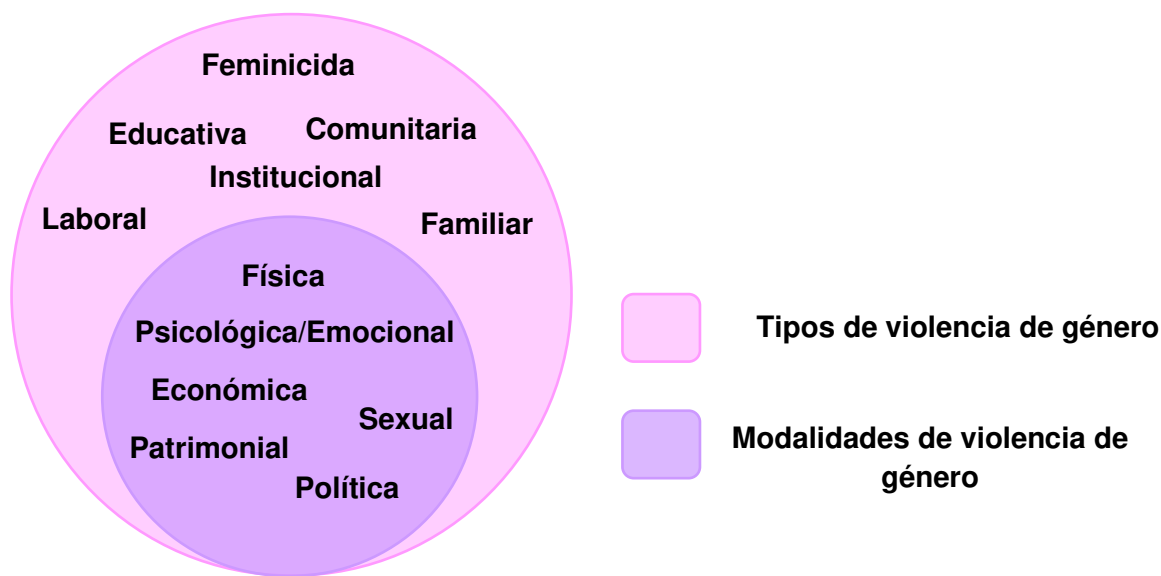 Feminicida
Educativa
Comunitaria
Institucional
Laboral
Familiar
Física
Psicológica/Emocional
Económica
Sexual
Patrimonial
Política
Tipos de violencia de género
Modalidades de violencia de
género